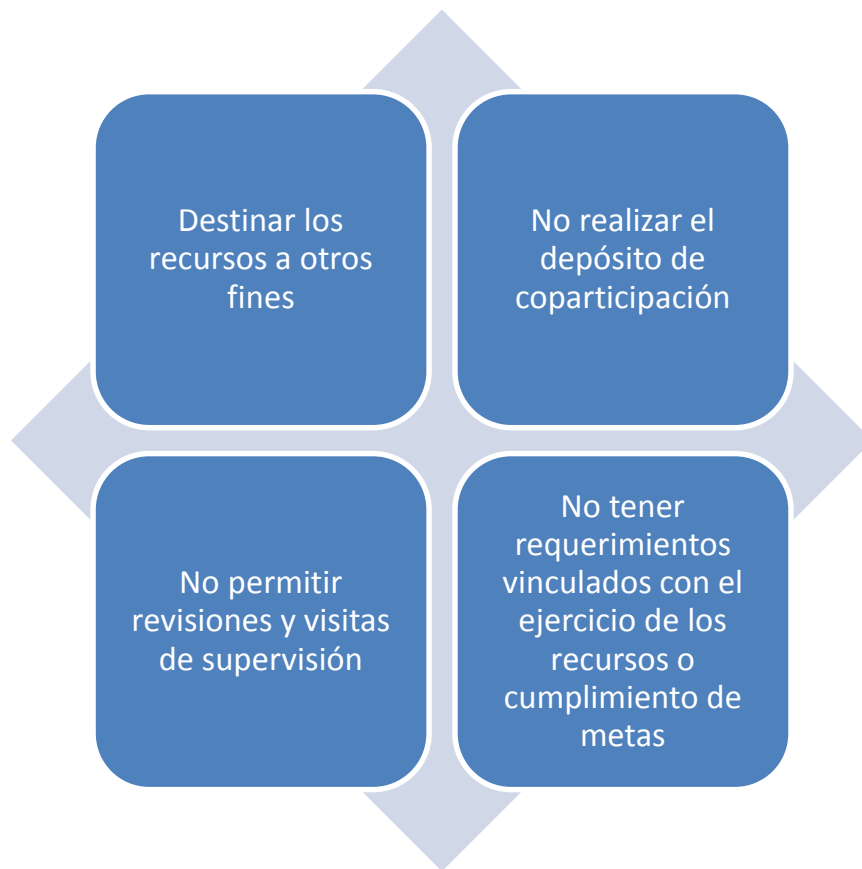 Destinar los
recursos a otros
fines
No realizar el
depósito de
coparticipación
No permitir
revisiones y visitas
de supervisión
No tener
requerimientos
vinculados con el
ejercicio de los
recursos o
cumplimiento de
metas